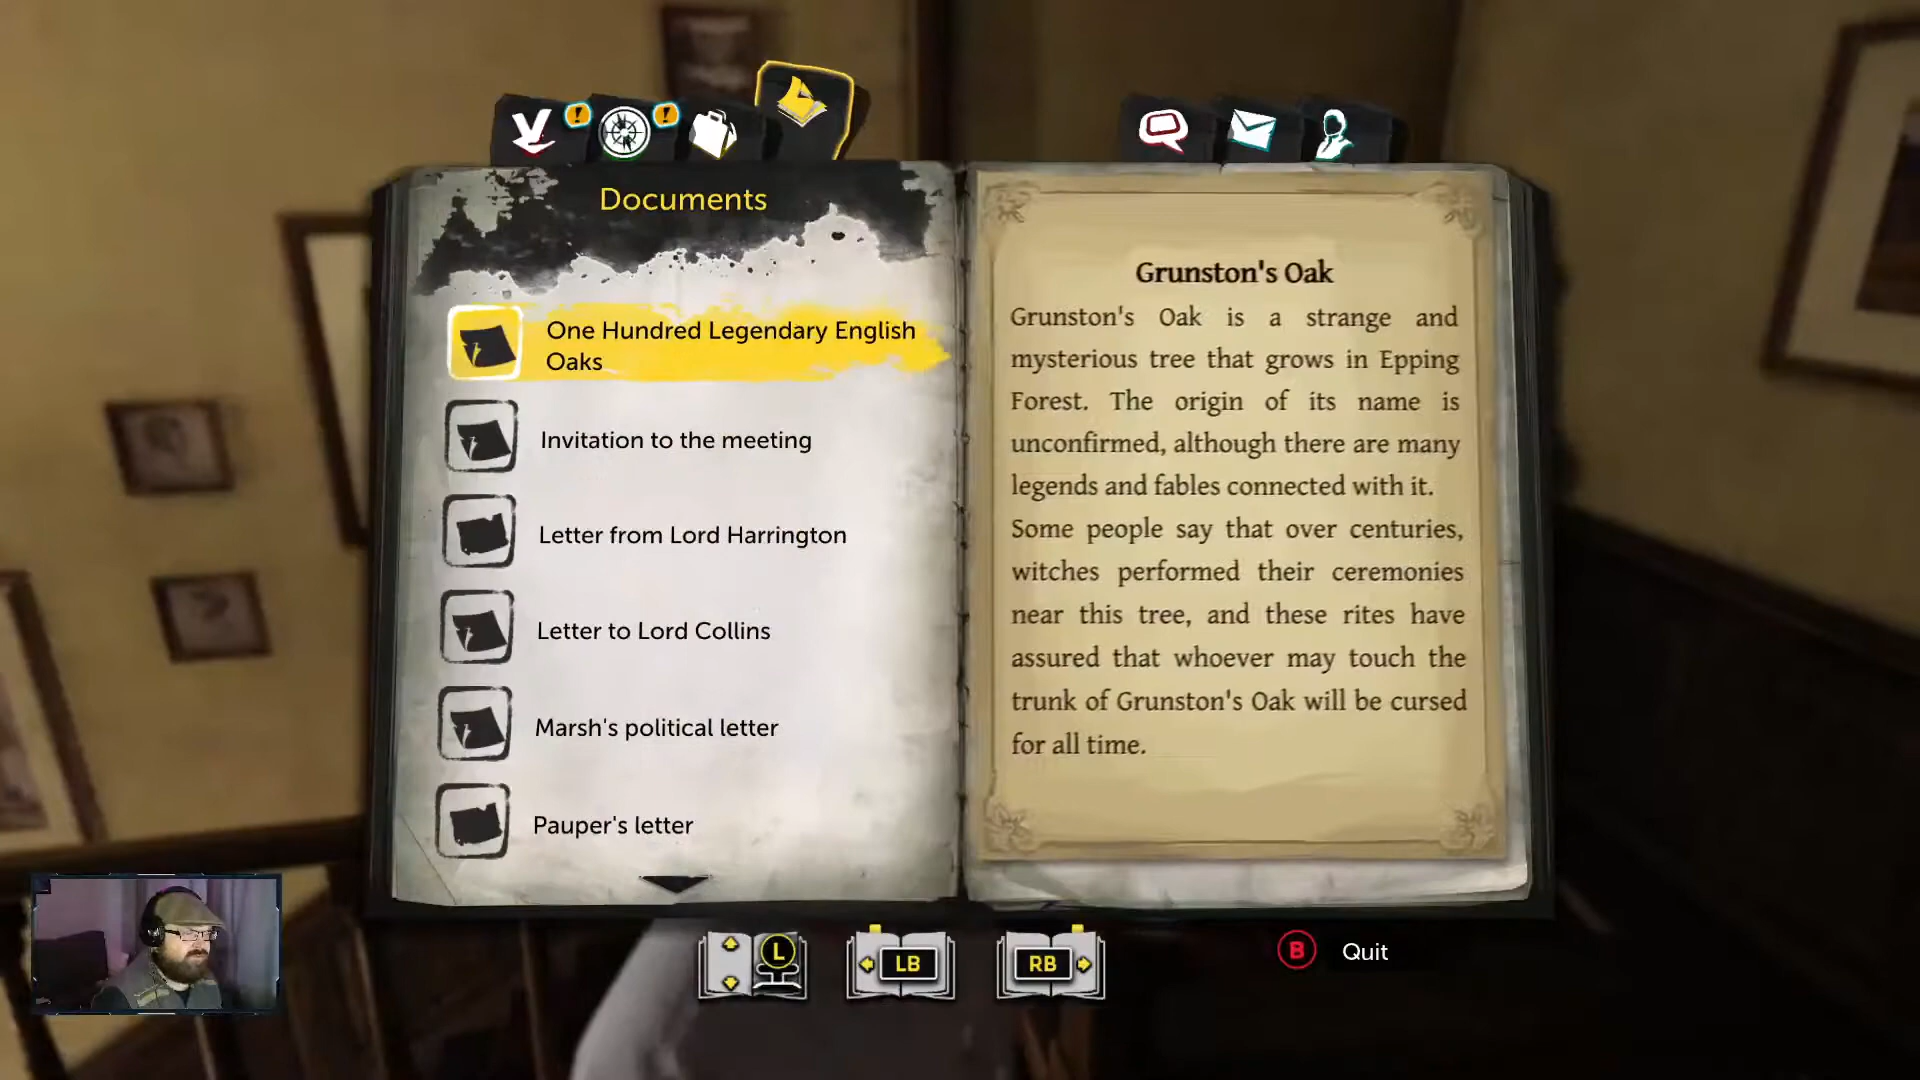 Documents
One Hundred Legendary English
Oaks
Invitation to the meeting
Letter from Lord Harrington
Letter to Lord Collins
Marsh's political letter
Pauper's letter
Grunston's Oak
Grunston's Oak is a strange and
mysterious tree that grows in Epping
Forest. The origin of its name is
unconfirmed, although there are many
legends and fables connected with it.
Some people say that over centuries,
witches performed their ceremonies
near this tree, and these rites have
assured that whoever may touch the
trunk of Grunston's Oak will be cursed
for all time.
L
LB
RB
B Quit